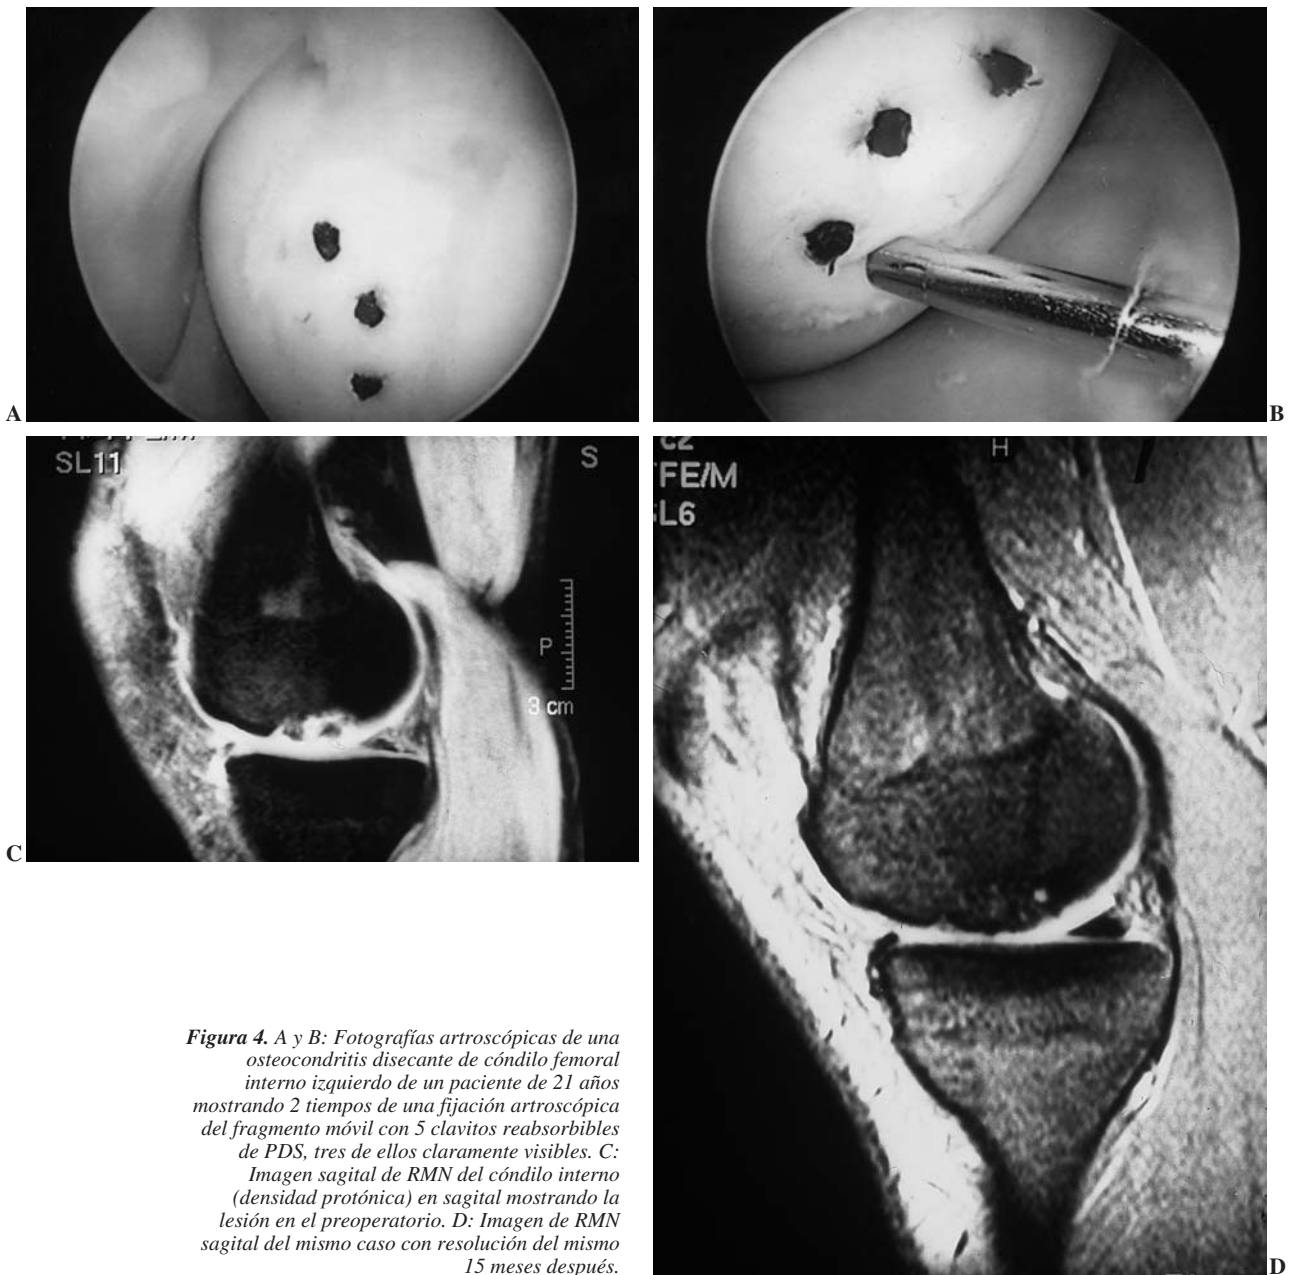 A
B
SL11
S
P
3 cm
C
H
FE/M
L6
D
Figura 4. A y B: Fotografías artroscópicas de una
osteocondritis disecante de cóndilo femoral
interno izquierdo de un paciente de 21 años
mostrando 2 tiempos de una fijación artroscópica
del fragmento móvil con 5 clavitos reabsorbibles
de PDS, tres de ellos claramente visibles. C:
Imagen sagital de RMN del cóndilo interno
(densidad protónica) en sagital mostrando la
lesión en el preoperatorio. D: Imagen de RMN
sagital del mismo caso con resolución del mismo
15 meses después.